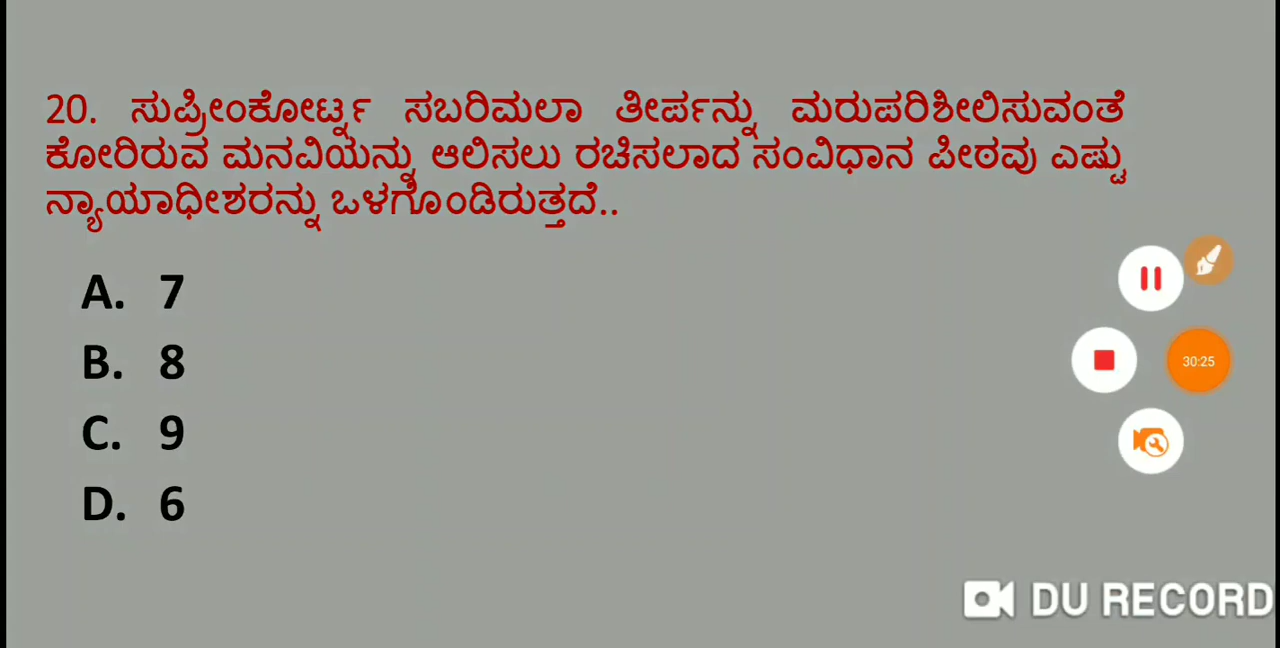 20. ಸುಪ್ರೀಂಕೋರ್ಟ್ನ ಸಬರಿಮಲಾ ತೀರ್ಪನ್ನು ಮರುಪರಿಶೀಲಿಸುವಂತೆ
ಕೋರಿರುವ ಮನವಿಯನ್ನು ಆಲಿಸಲು ರಚಿಸಲಾದ ಸಂವಿಧಾನ ಪೀಠವು ಎಷ್ಟು
ನ್ಯಾಯಾಧೀಶರನ್ನು ಒಳಗೊಂಡಿರುತ್ತದೆ..
A. 7
B. 8
C. 9
D. 6
30:25
DU RECORD